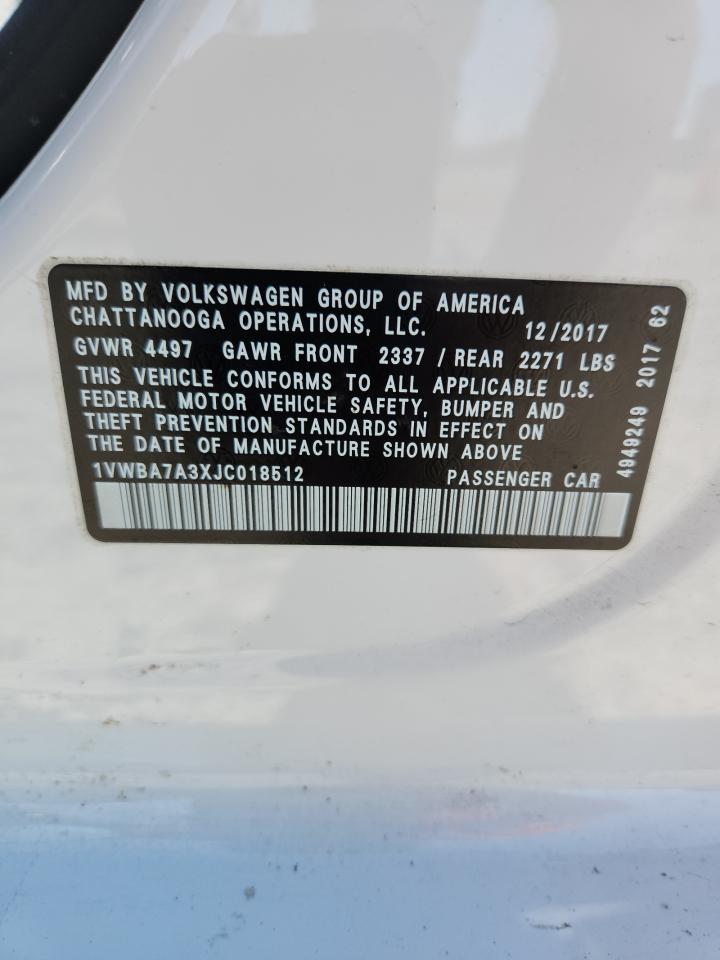 MFD BY VOLKSWAGEN GROUP OF AMERICA
CHATTANOOGA OPERATIONS, LLC. 12/2017
GVWR 4497 GAWR FRONT 2337 / REAR 2271 LBS
THIS VEHICLE CONFORMS TO ALL APPLICABLE U.S.
FEDERAL MOTOR VEHICLE SAFETY, BUMPER AND
THEFT PREVENTION STANDARDS IN EFFECT ON
THE DATE OF MANUFACTURE SHOWN ABOVE
1VWBA7A3XJC018512 PASSENGER CAR
4949249 2017 62